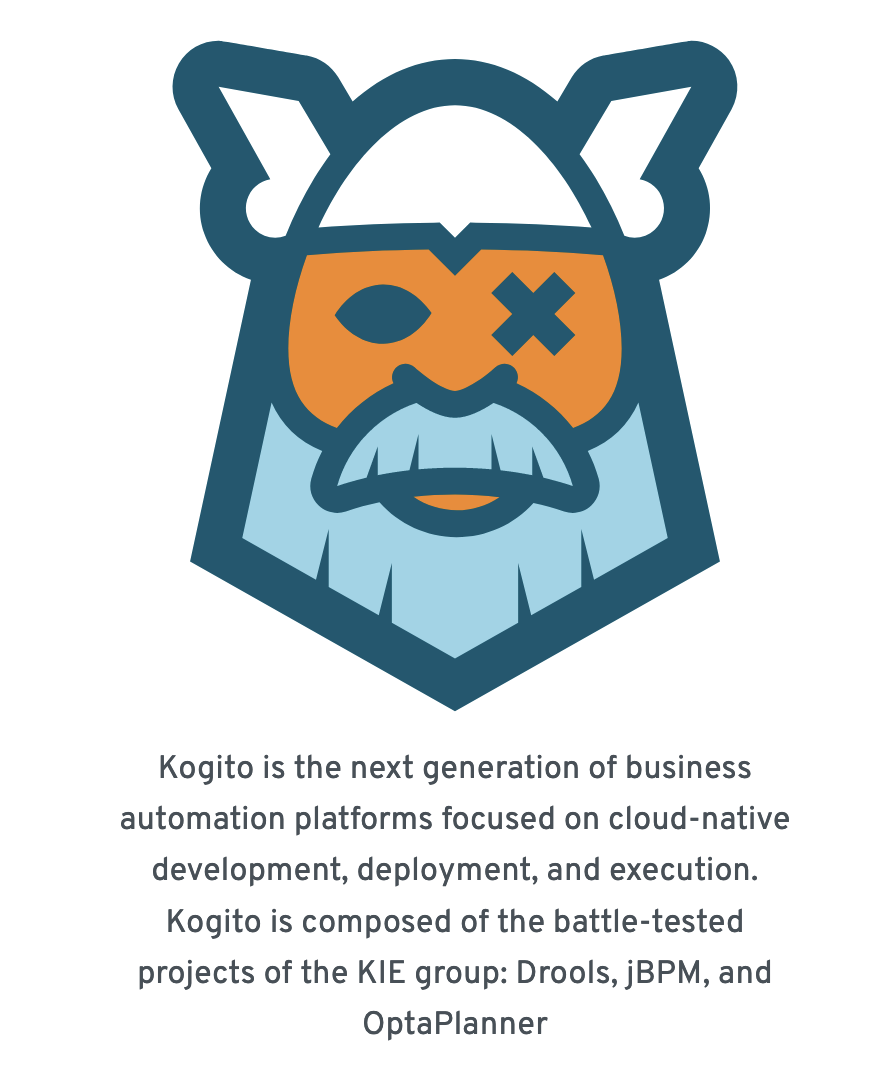 Kogito is the next generation of business
automation platforms focused on cloud-native
development, deployment, and execution.
Kogito is composed of the battle-tested
projects of the KIE group: Drools, jBPM, and
OptaPlanner